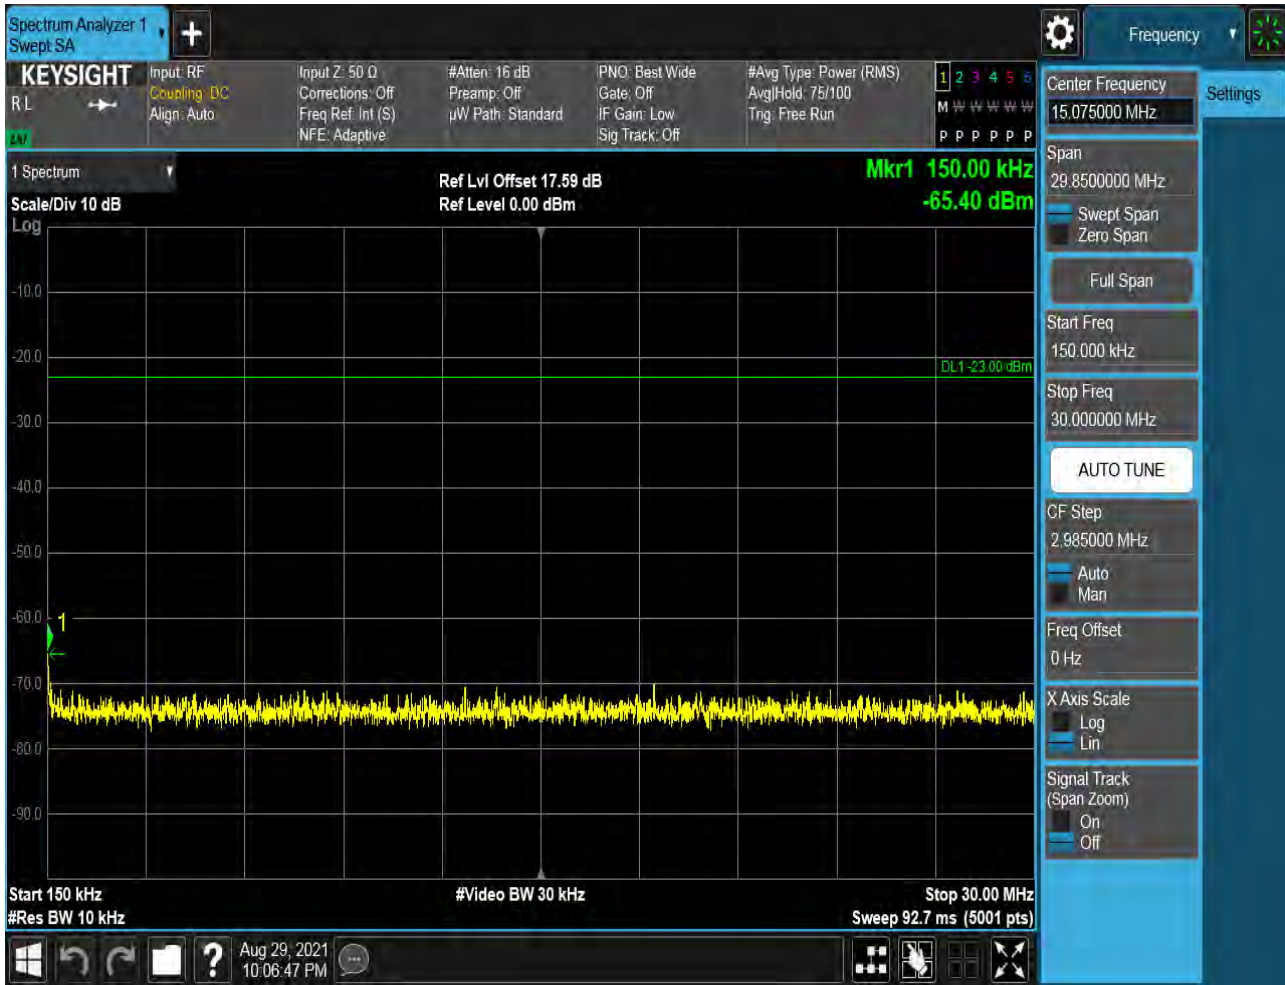 Spectrum Analyzer 1
Swept SA
Frequency
KEYSIGHT
R L
LNI
Input: RF
Coupling: DC
Align: Auto
Input Z: 50 Ω
Corrections: Off
Freq Ref: Int (S)
NFE: Adaptive
#Atten: 16 dB
Preamp: Off
µW Path: Standard
PNO: Best Wide
Gate: Off
IF Gain: Low
Sig Track: Off
#Avg Type: Power (RMS)
Avg|Hold: 75/100
Trig: Free Run
1 2 3 4 5 6
M W W W W W
P P P P P P
1 Spectrum
Scale/Div 10 dB
Log
Ref Lvl Offset 17.59 dB
Ref Level 0.00 dBm
Mkr1 150.00 kHz
-65.40 dBm
-10.0
-20.0
DL1 -23.00 dBm
-30.0
-40.0
-50.0
-60.0
1
-70.0
-80.0
-90.0
Start 150 kHz
#Res BW 10 kHz
#Video BW 30 kHz
Stop 30.00 MHz
Sweep 92.7 ms (5001 pts)
Aug 29, 2021
10:06:47 PM
Center Frequency
15.075000 MHz
Span
29.8500000 MHz
Swept Span
Zero Span
Full Span
Start Freq
150.000 kHz
Stop Freq
30.000000 MHz
AUTO TUNE
CF Step
2.985000 MHz
Auto
Man
Freq Offset
0 Hz
X Axis Scale
Log
Lin
Signal Track
(Span Zoom)
On
Off
Settings